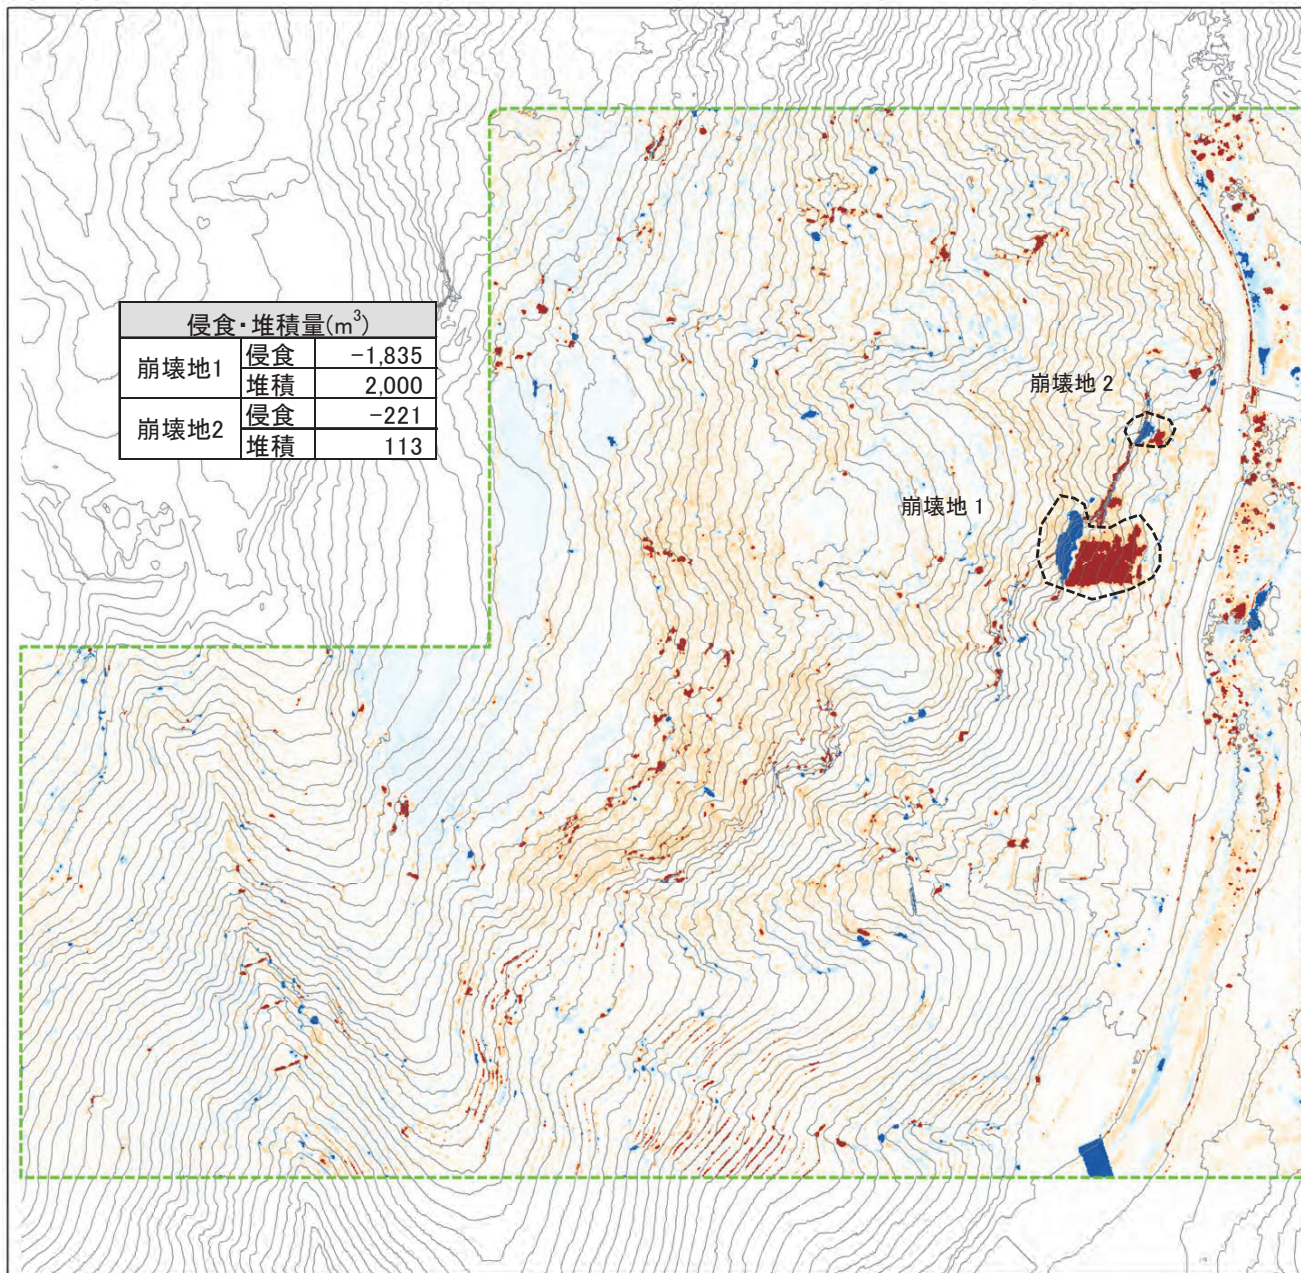 侵食・堆積量(m³)
崩壊地1 侵食 -1,835
堆積 2,000
崩壊地2 侵食 -221
堆積 113
崩壊地 2
崩壊地 1